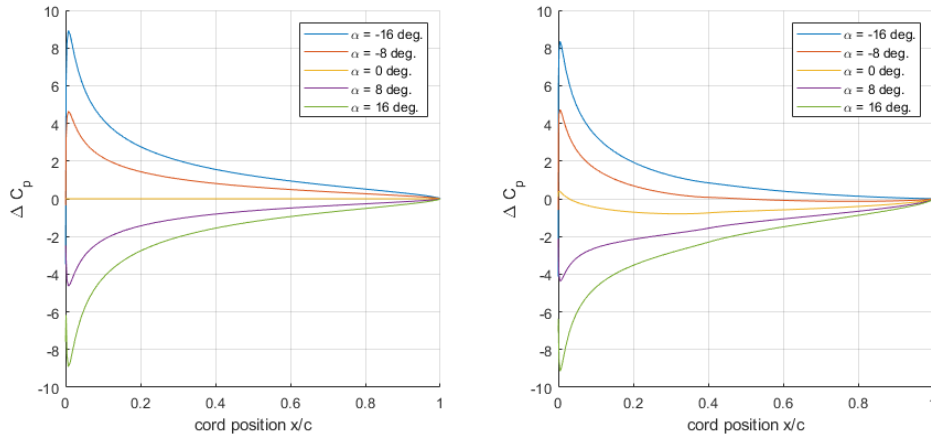 10
8
6
4
2
0
-2
-4
-6
-8
-10
Δ Cp
0 0.2 0.4 0.6 0.8 1
cord position x/c
α = -16 deg.
α = -8 deg.
α = 0 deg.
α = 8 deg.
α = 16 deg.
10
8
6
4
2
0
-2
-4
-6
-8
-10
Δ Cp
0 0.2 0.4 0.6 0.8 1
cord position x/c
α = -16 deg.
α = -8 deg.
α = 0 deg.
α = 8 deg.
α = 16 deg.